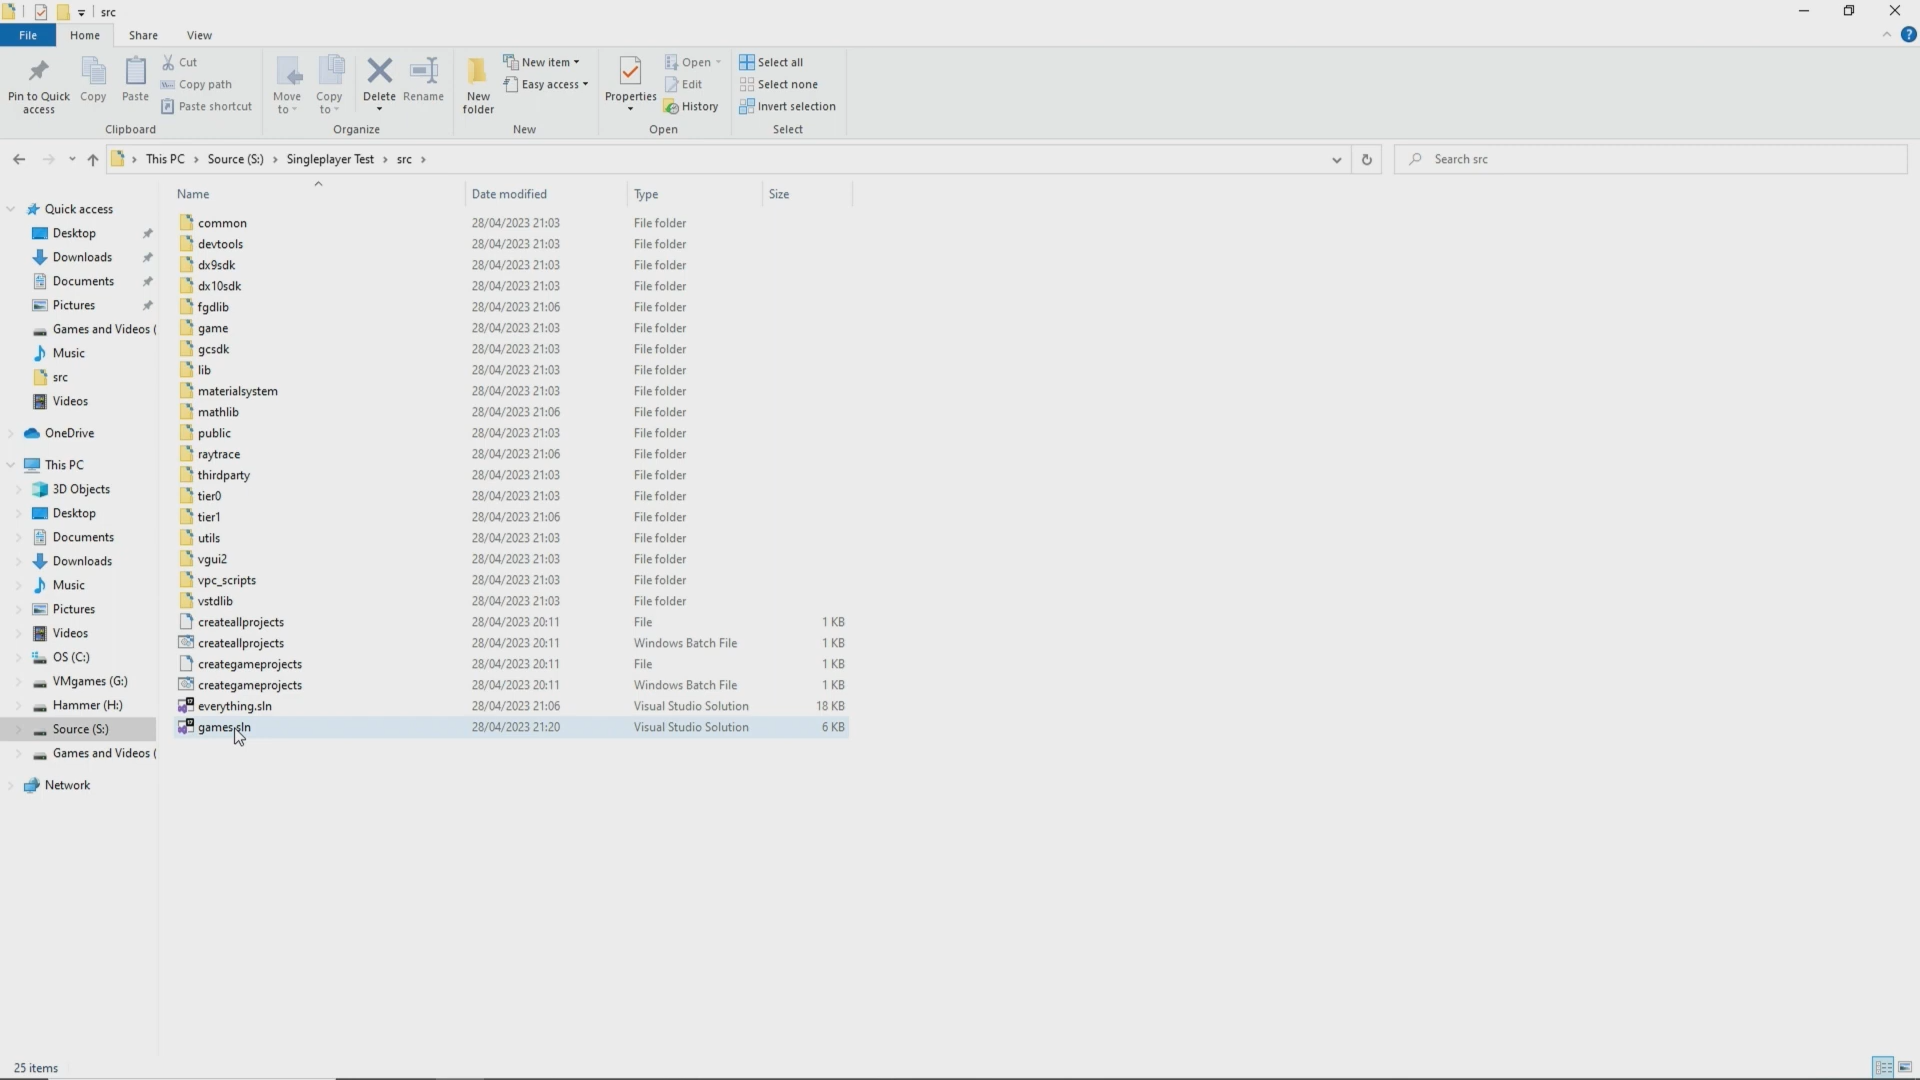 src
File Home Share View
Pin to Quick access
Copy
Paste
Cut
Copy path
Paste shortcut
Clipboard
Move to
Copy to
Delete
Rename
Organize
New folder
New item
Easy access
New
Properties
Open
Edit
History
Open
Select all
Select none
Invert selection
Select
This PC > Source (S:) > Singleplayer Test > src >
Search src
Quick access
Desktop
Downloads
Documents
Pictures
Games and Videos (
Music
src
Videos
OneDrive
This PC
3D Objects
Desktop
Documents
Downloads
Music
Pictures
Videos
OS (C:)
VMgames (G:)
Hammer (H:)
Source (S:)
Games and Videos (
Network
Name Date modified Type Size
common 28/04/2023 21:03 File folder
devtools 28/04/2023 21:03 File folder
dx9sdk 28/04/2023 21:03 File folder
dx10sdk 28/04/2023 21:03 File folder
fgdlib 28/04/2023 21:06 File folder
game 28/04/2023 21:03 File folder
gcsdk 28/04/2023 21:03 File folder
lib 28/04/2023 21:03 File folder
materialsystem 28/04/2023 21:03 File folder
mathlib 28/04/2023 21:06 File folder
public 28/04/2023 21:03 File folder
raytrace 28/04/2023 21:06 File folder
thirdparty 28/04/2023 21:03 File folder
tier0 28/04/2023 21:03 File folder
tier1 28/04/2023 21:06 File folder
utils 28/04/2023 21:03 File folder
vgui2 28/04/2023 21:03 File folder
vpc_scripts 28/04/2023 21:03 File folder
vstdlib 28/04/2023 21:03 File folder
createallprojects 28/04/2023 20:11 File 1 KB
createallprojects 28/04/2023 20:11 Windows Batch File 1 KB
creategameprojects 28/04/2023 20:11 File 1 KB
creategameprojects 28/04/2023 20:11 Windows Batch File 1 KB
everything.sln 28/04/2023 21:06 Visual Studio Solution 18 KB
games.sln 28/04/2023 21:20 Visual Studio Solution 6 KB
25 items